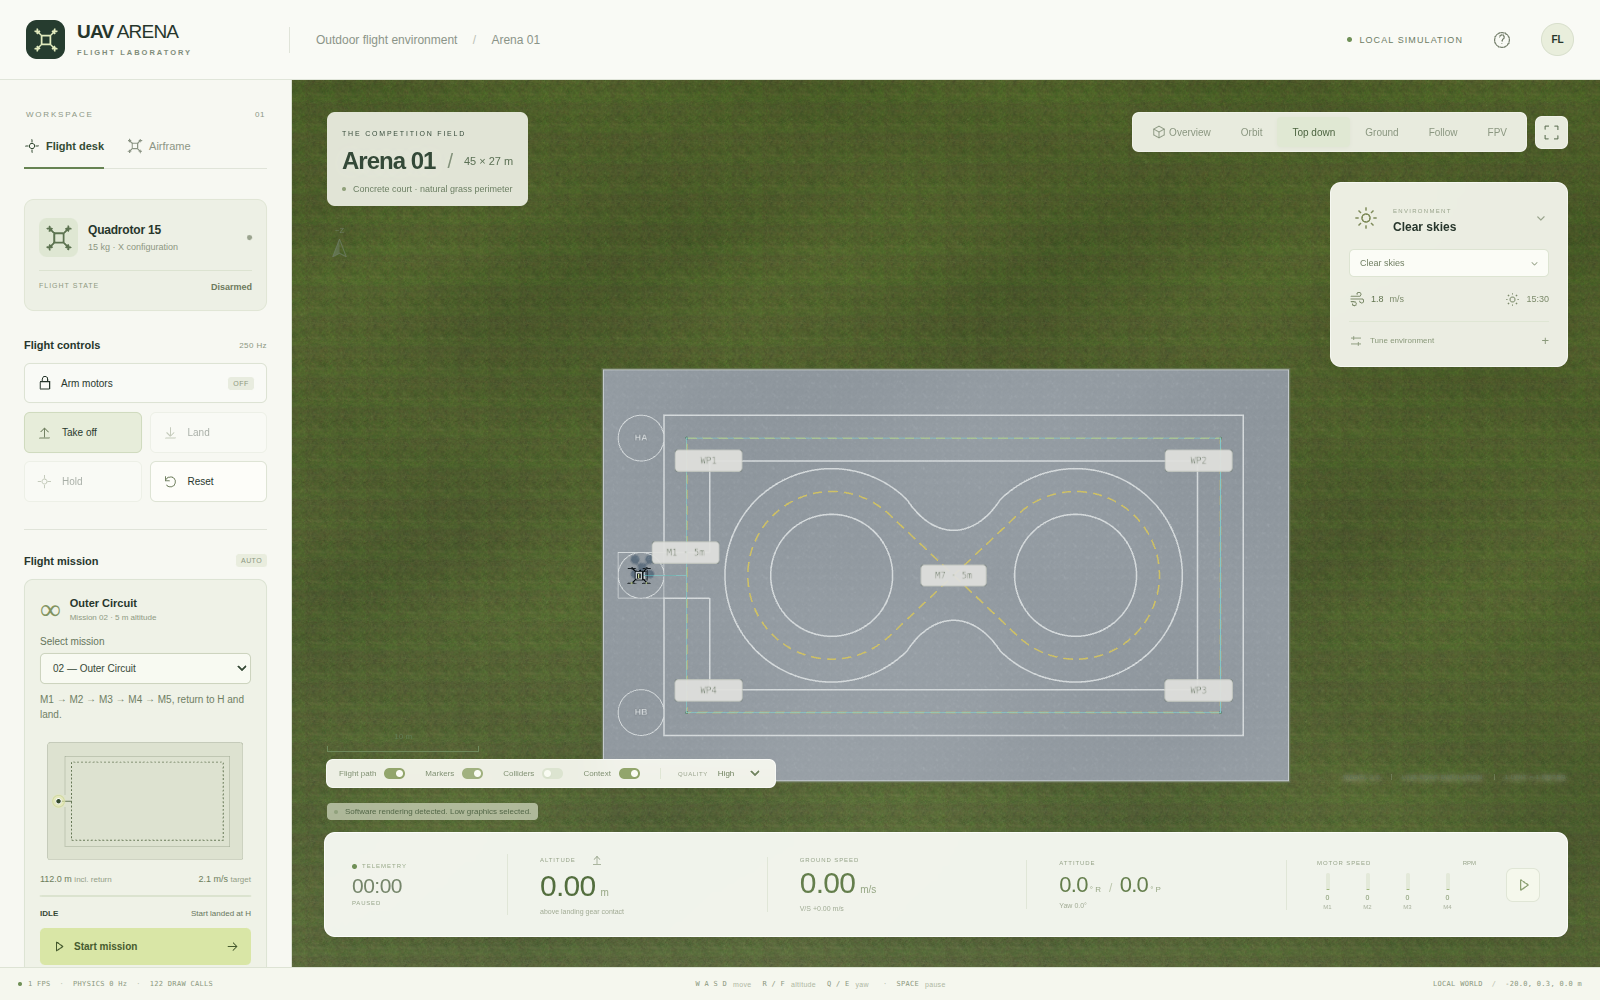 UAV ARENA
FLIGHT LABORATORY
Outdoor flight environment / Arena 01
LOCAL SIMULATION
FL
WORKSPACE 01
Flight desk
Airframe
Quadrotor 15
15 kg · X configuration
FLIGHT STATE Disarmed
Flight controls 250 Hz
Arm motors OFF
Take off
Land
Hold
Reset
Flight mission AUTO
Outer Circuit
Mission 02 · 5 m altitude
Select mission
02 — Outer Circuit
M1 → M2 → M3 → M4 → M5, return to H and
land.
112.0 m incl. return 2.1 m/s target
IDLE Start landed at H
Start mission
THE COMPETITION FIELD
Arena 01 / 45 × 27 m
Concrete court · natural grass perimeter
Overview Orbit Top down Ground Follow FPV
ENVIRONMENT
Clear skies
Clear skies
1.8 m/s 15:30
Tune environment +
HA
WP1 WP2
M1 · 5m
M7 · 5m
WP4 WP3
HB
Flight path Markers Colliders Context QUALITY High
Software rendering detected. Low graphics selected.
TELEMETRY
00:00
PAUSED
ALTITUDE
0.00 m
above landing gear contact
GROUND SPEED
0.00 m/s
V/S +0.00 m/s
ATTITUDE
0.0° R / 0.0° P
Yaw 0.0°
MOTOR SPEED RPM
0 0 0 0
M1 M2 M3 M4
1 FPS · PHYSICS 0 Hz · 122 DRAW CALLS
W A S D move R / F altitude Q / E yaw · SPACE pause
LOCAL WORLD / -20.0, 0.3, 0.0 m